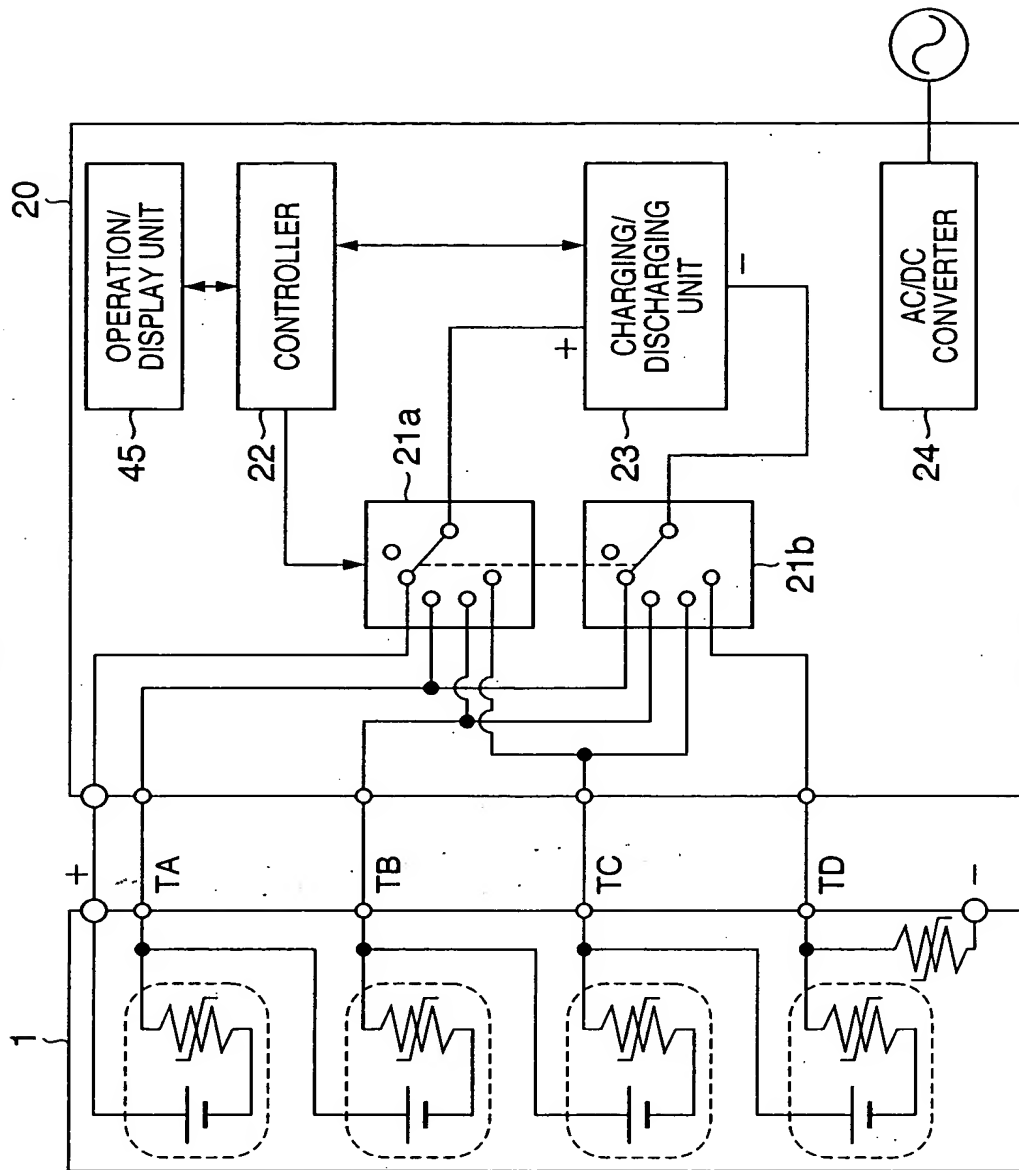 20
OPERATION/
DISPLAY UNIT
45
CONTROLLER
22
21a
CHARGING/
DISCHARGING
UNIT
+
−
23
21b
AC/DC
CONVERTER
24
1
+
TA
TB
TC
TD
−